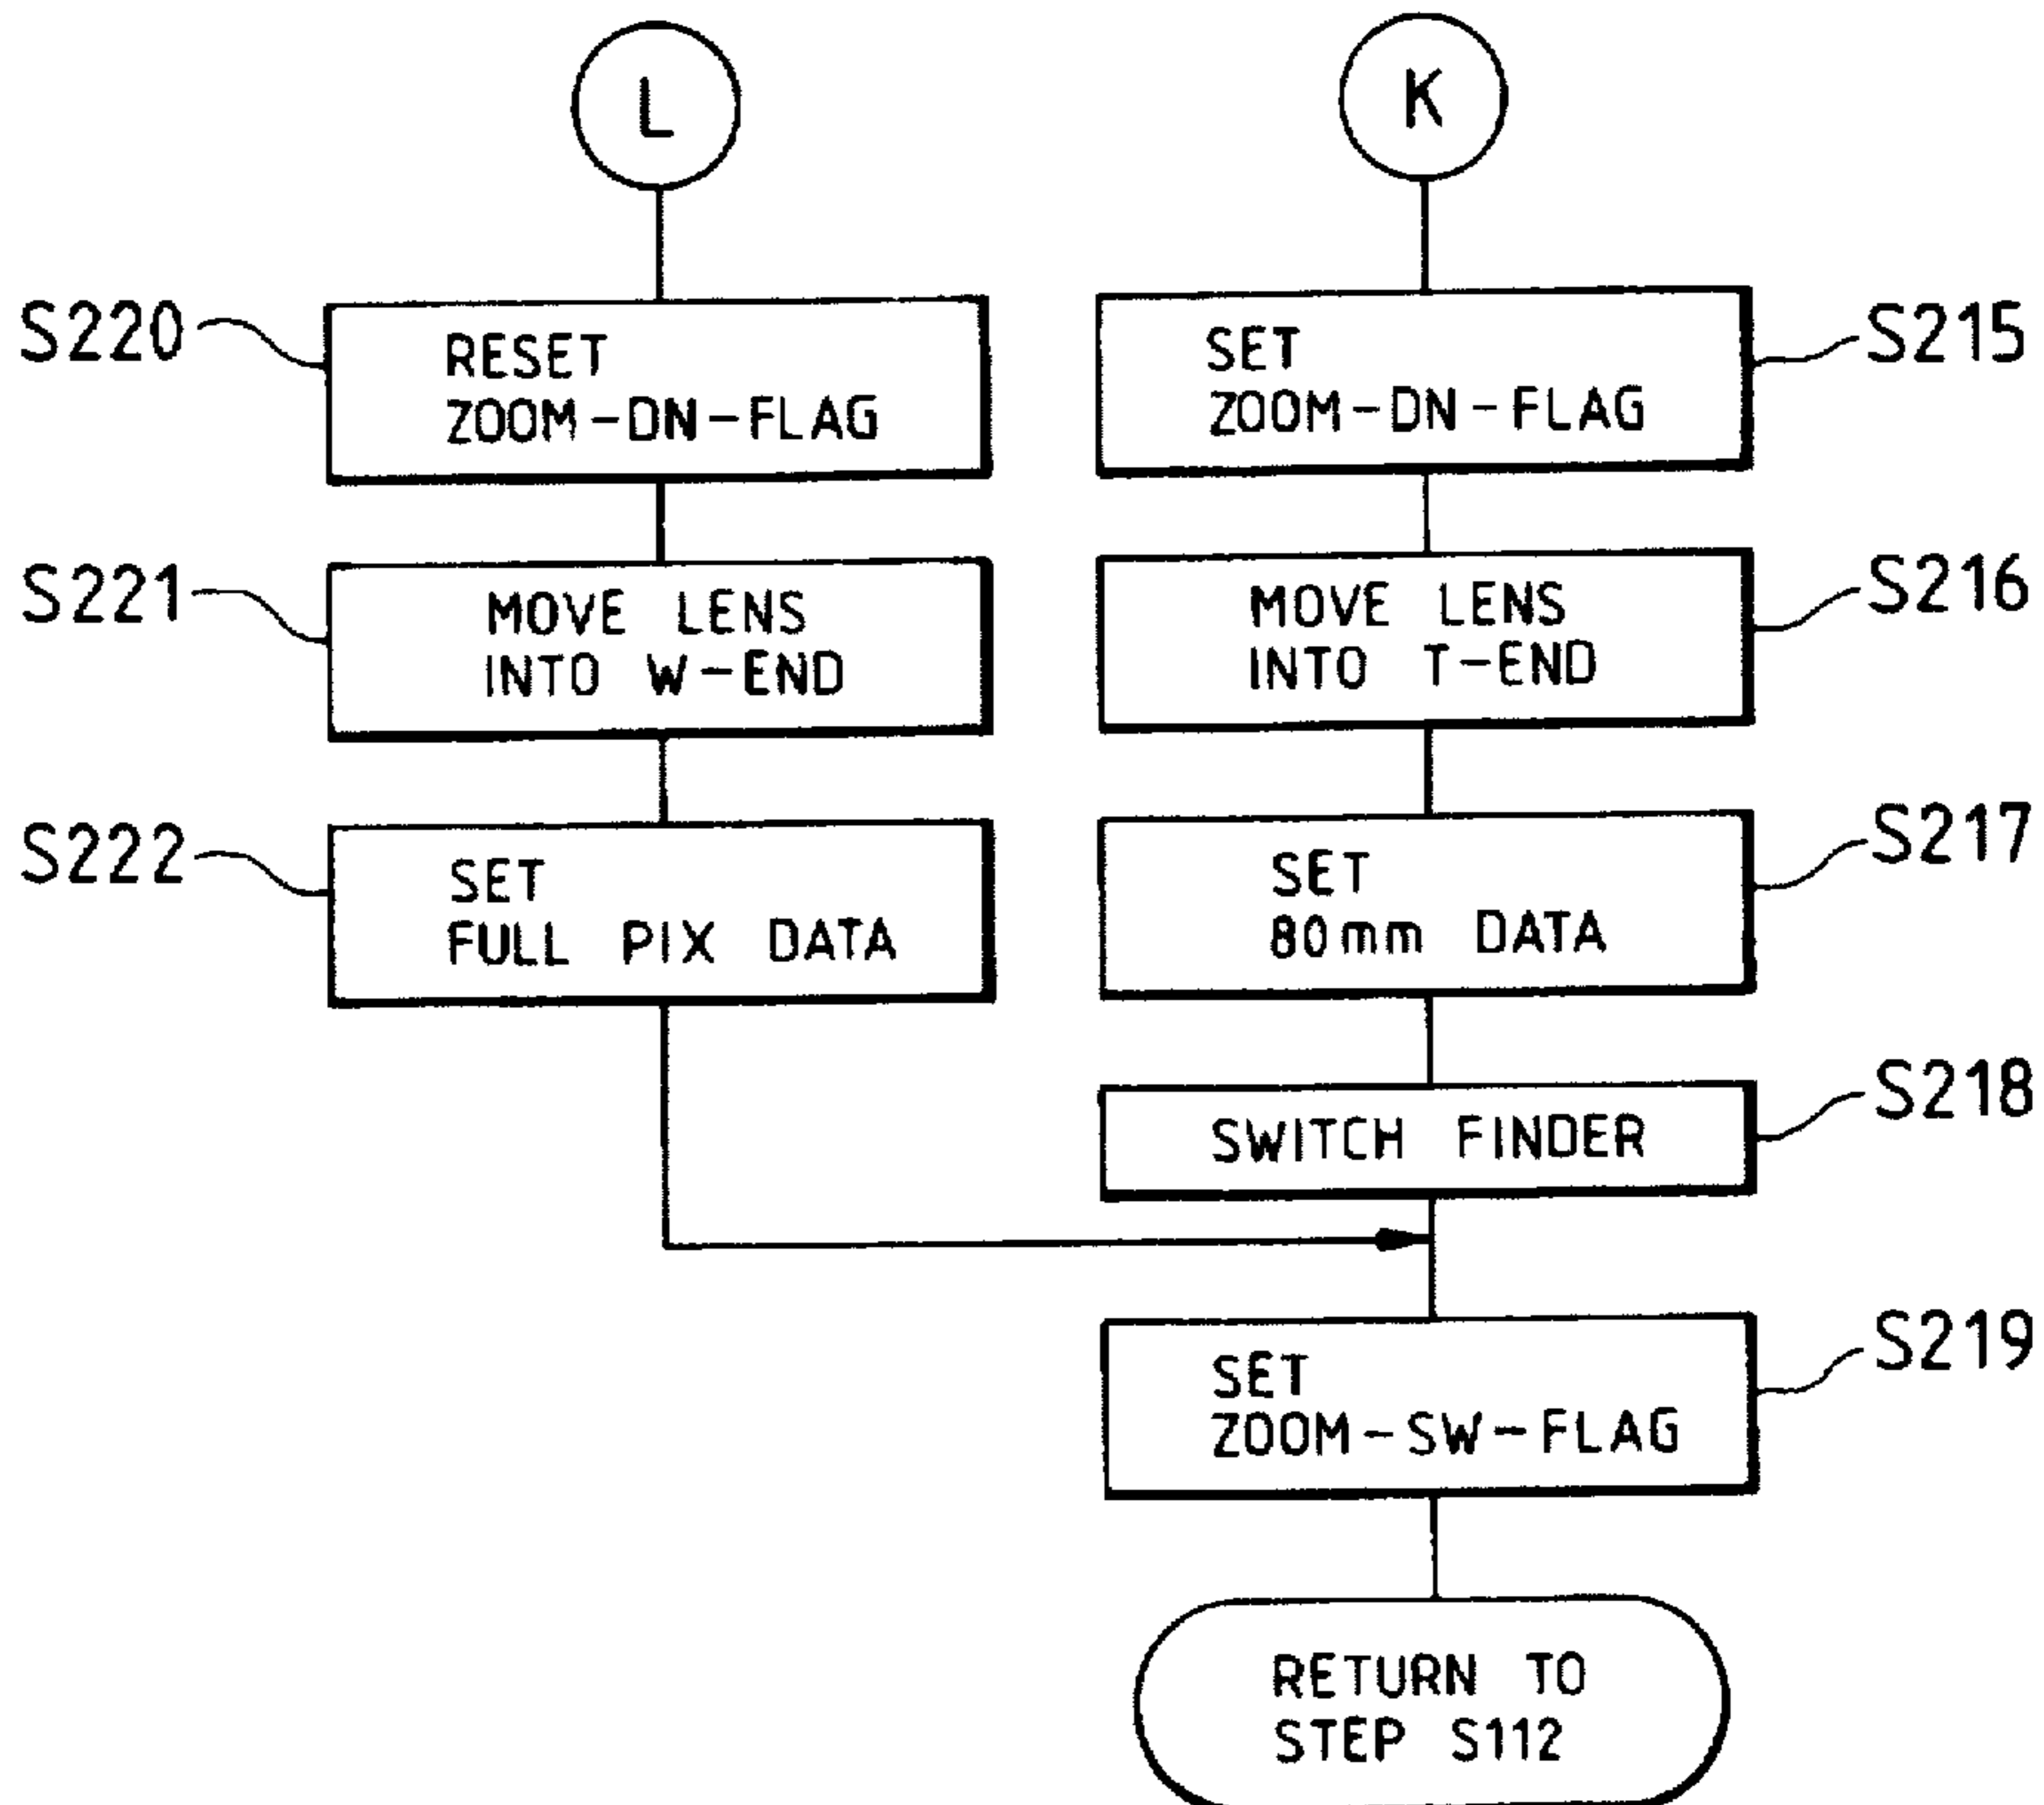 L
S220
RESET
ZOOM-DN-FLAG
S221
MOVE LENS
INTO W-END
S222
SET
FULL PIX DATA
K
SET
ZOOM-DN-FLAG
S215
MOVE LENS
INTO T-END
S216
SET
80mm DATA
S217
SWITCH FINDER
S218
SET
ZOOM-SW-FLAG
S219
RETURN TO
STEP S112